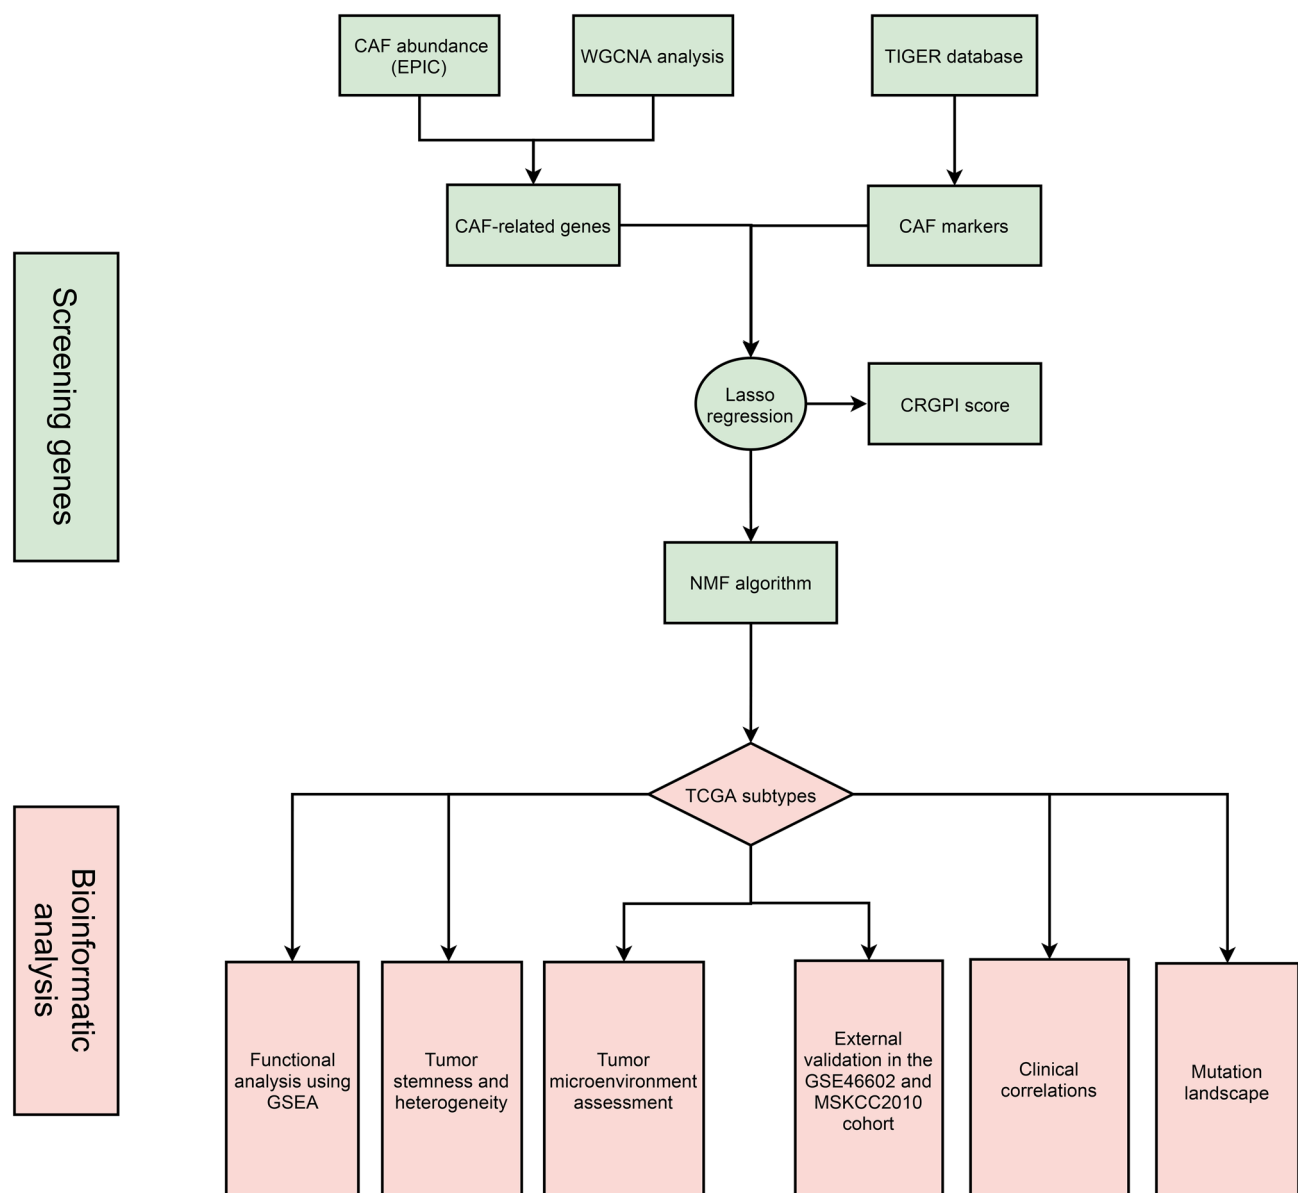 CAF abundance
(EPIC)
WGCNA analysis
TIGER database
CAF-related genes
CAF markers
Screening genes
Lasso
regression
CRGPI score
NMF algorithm
TCGA subtypes
Bioinformatic
analysis
Functional
analysis using
GSEA
Tumor
stemness and
heterogeneity
Tumor
microenvironment
assessment
External
validation in the
GSE46602 and
MSKCC2010
cohort
Clinical
correlations
Mutation
landscape